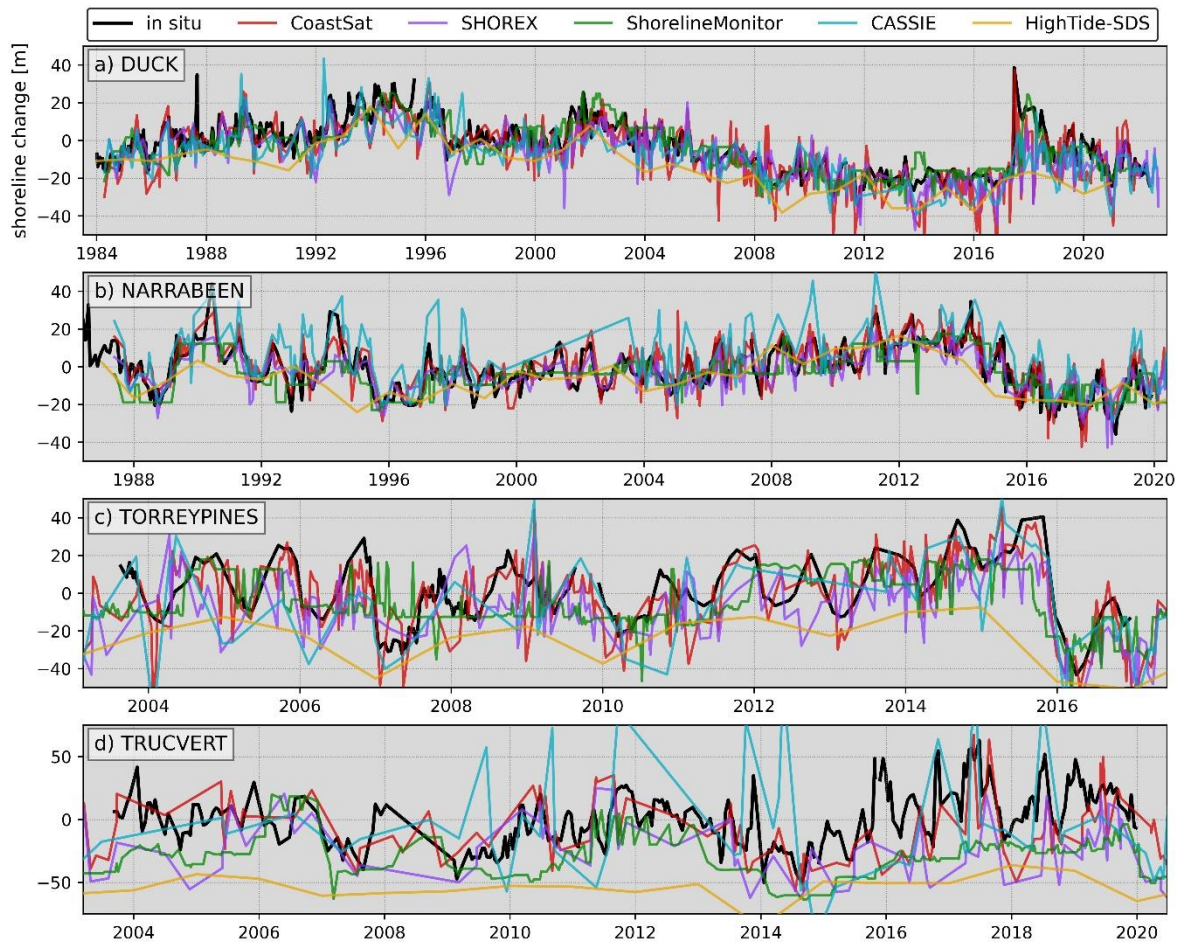 in situ CoastSat SHOREX ShorelineMonitor CASSIE HighTide-SDS
shoreline change [m]
a) DUCK
40
20
0
−20
−40
1984 1988 1992 1996 2000 2004 2008 2012 2016 2020
b) NARRABEEN
40
20
0
−20
−40
1988 1992 1996 2000 2004 2008 2012 2016 2020
c) TORREYPINES
40
20
0
−20
−40
2004 2006 2008 2010 2012 2014 2016
d) TRUCVERT
50
0
−50
2004 2006 2008 2010 2012 2014 2016 2018 2020